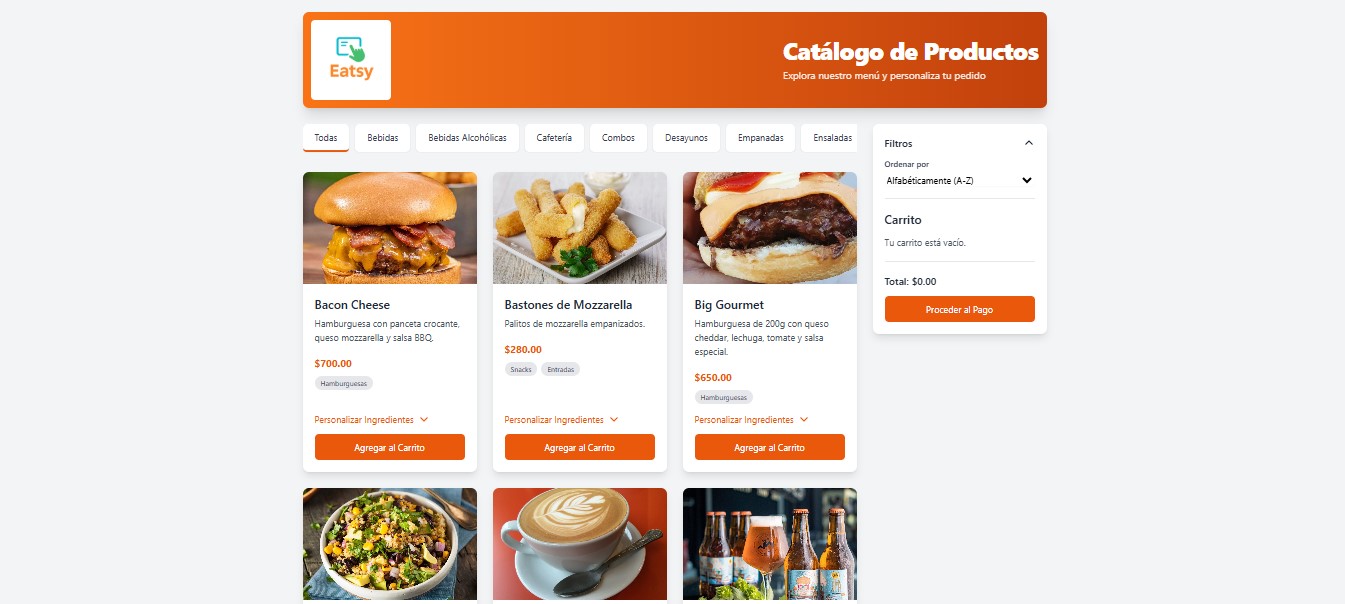 Eatsy
Catálogo de Productos
Explora nuestro menú y personaliza tu pedido
Todas
Bebidas
Bebidas Alcohólicas
Cafetería
Combos
Desayunos
Empanadas
Ensaladas
Filtros
Ordenar por
Alfabéticamente (A-Z)
Carrito
Tu carrito está vacío.
Total: $0.00
Proceder al Pago
Bacon Cheese
Hamburguesa con panceta crocante,
queso mozzarella y salsa BBQ.
$700.00
Hamburguesas
Personalizar Ingredientes
Agregar al Carrito
Bastones de Mozzarella
Palitos de mozzarella empanizados.
$280.00
Snacks
Entradas
Personalizar Ingredientes
Agregar al Carrito
Big Gourmet
Hamburguesa de 200g con queso
cheddar, lechuga, tomate y salsa
especial.
$650.00
Hamburguesas
Personalizar Ingredientes
Agregar al Carrito